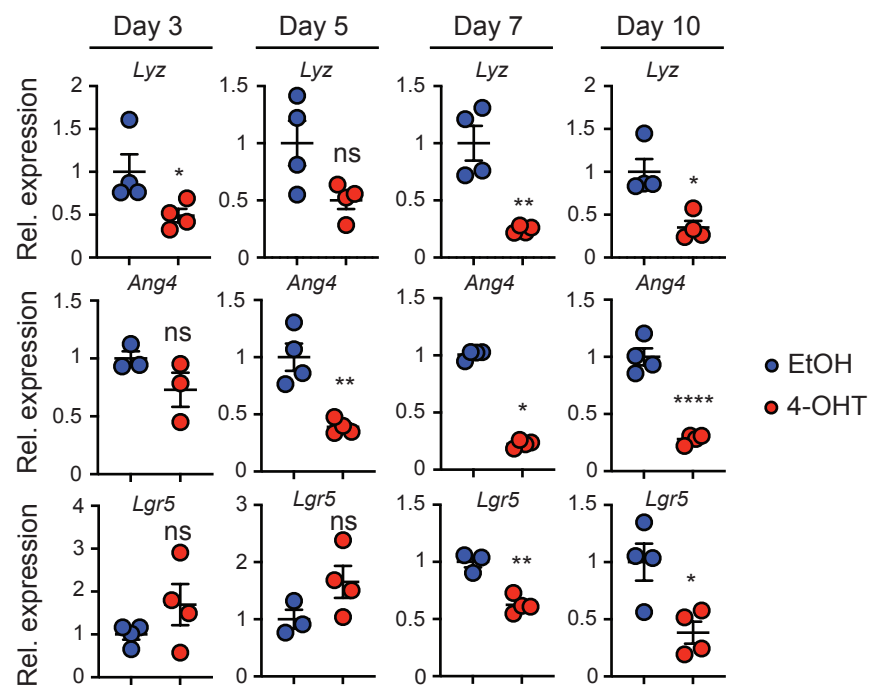 Day 3 Day 5 Day 7 Day 10
Lyz Lyz Lyz Lyz
Rel. expression
2 1.5 1 0.5 0
*
1.5 1 0.5 0
ns
1.5 1 0.5 0
**
2 1.5 1 0.5 0
*
Ang4 Ang4 Ang4 Ang4
Rel. expression
1.5 1 0.5 0
ns
1.5 1 0.5 0
**
1.5 1 0.5 0
*
1.5 1 0.5 0
****
EtOH
4-OHT
Lgr5 Lgr5 Lgr5 Lgr5
Rel. expression
4 3 2 1 0
ns
3 2 1 0
ns
1.5 1 0.5 0
**
1.5 1 0.5 0
*